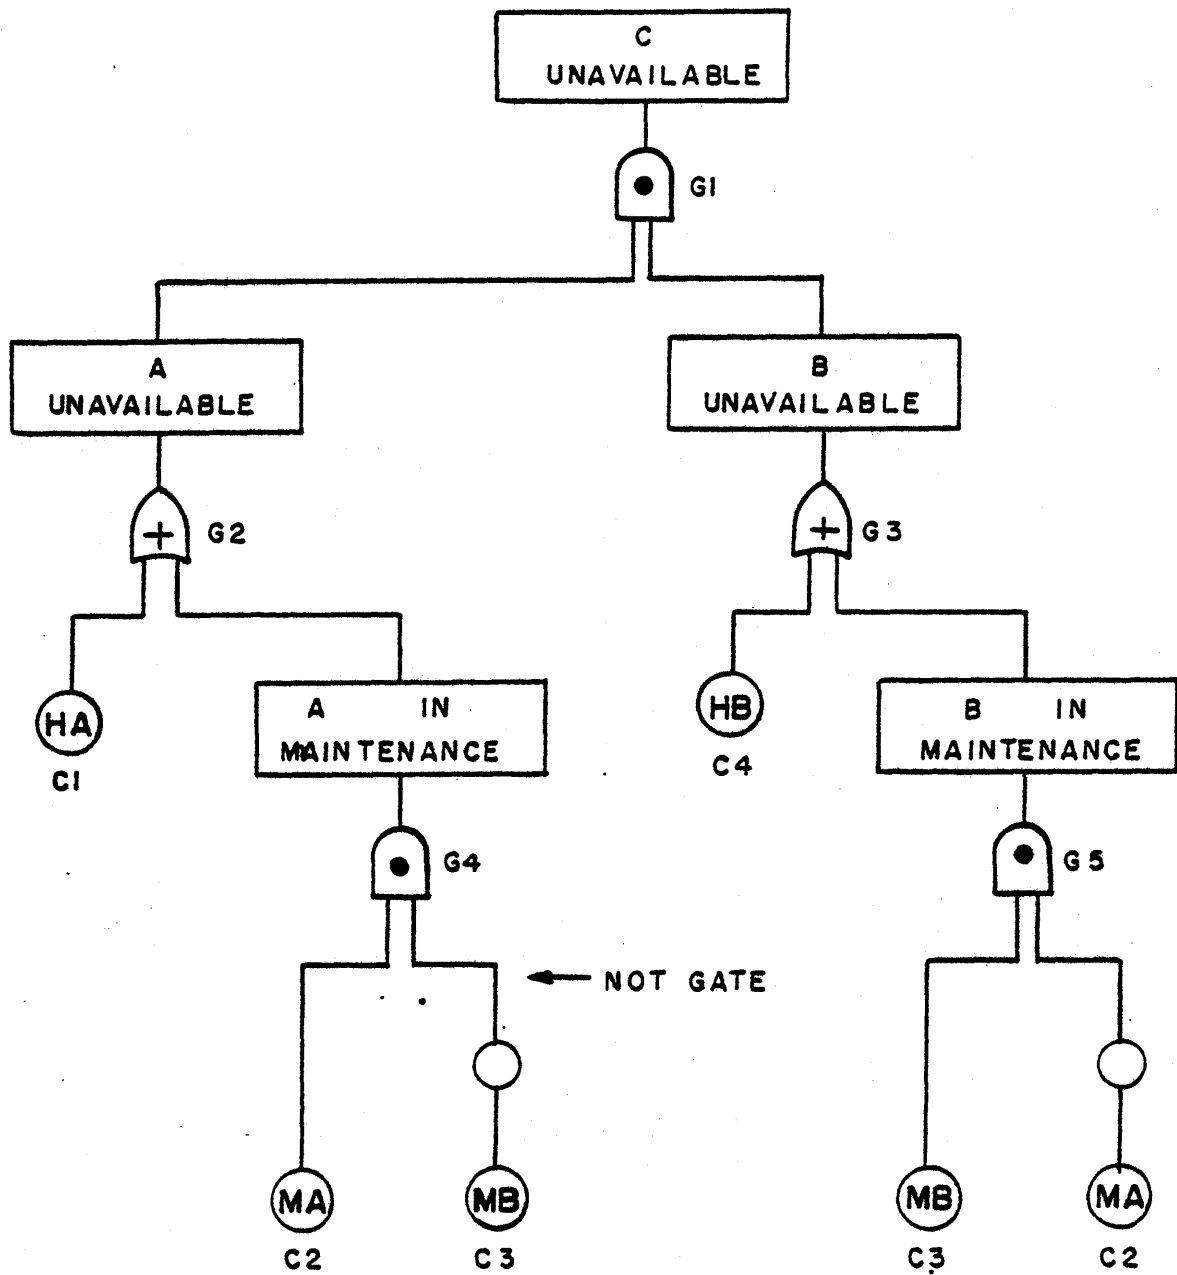 C
UNAVAILABLE
G1
A
UNAVAILABLE
B
UNAVAILABLE
G2
G3
HA
C1
A IN
MAINTENANCE
HB
C4
B IN
MAINTENANCE
G4
G5
NOT GATE
MA
C2
MB
C3
MB
C3
MA
C2